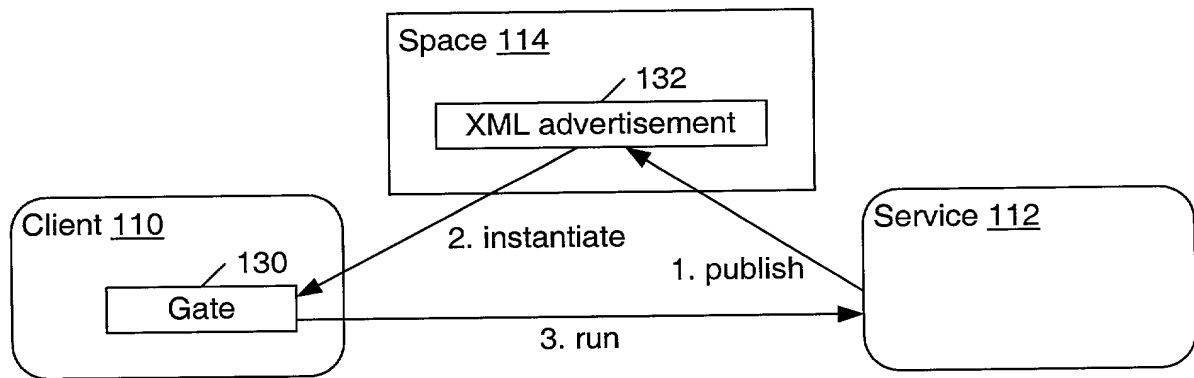 Space 114
132
XML advertisement
Client 110
Service 112
2. instantiate
130
1. publish
Gate
3. run